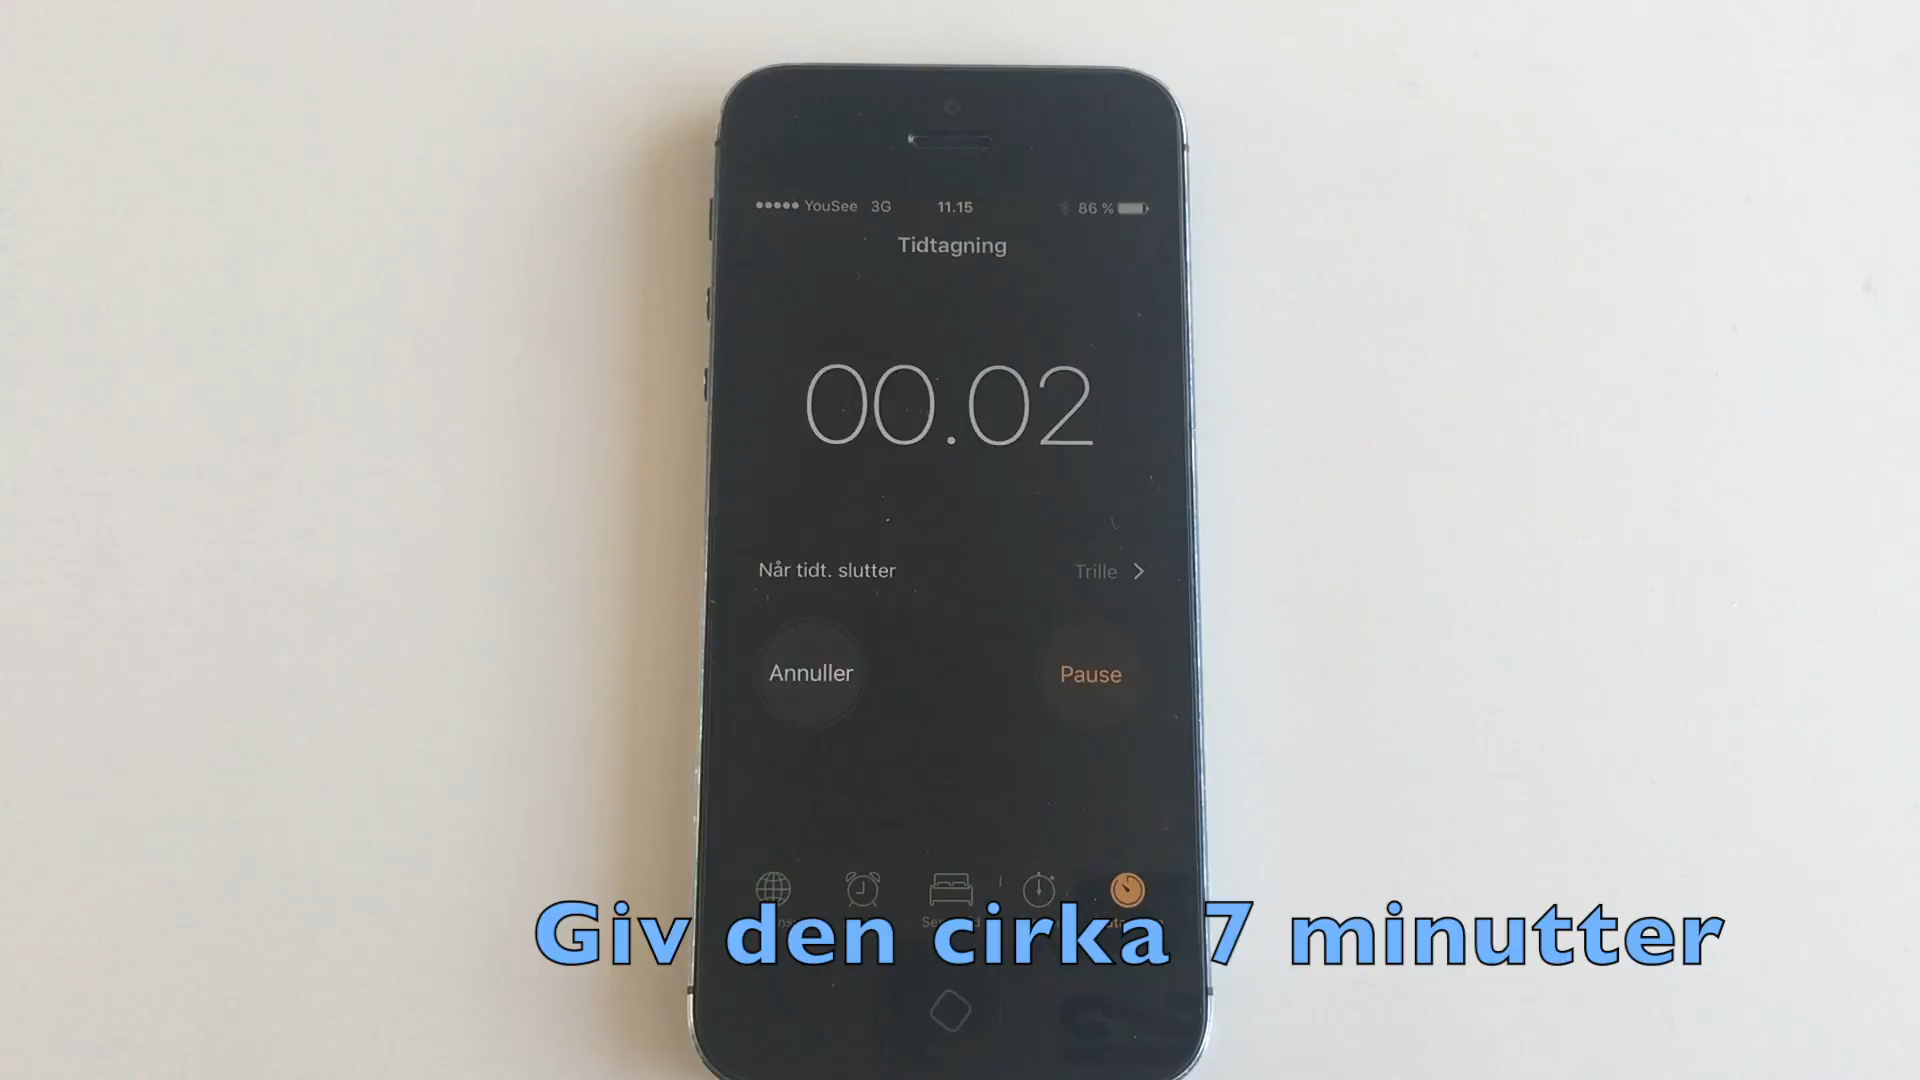 YouSee 3G 11.15 86 %
Tidtagning
00.02
Når tidt. slutter Trille
Annuller Pause
Giv den cirka 7 minutter